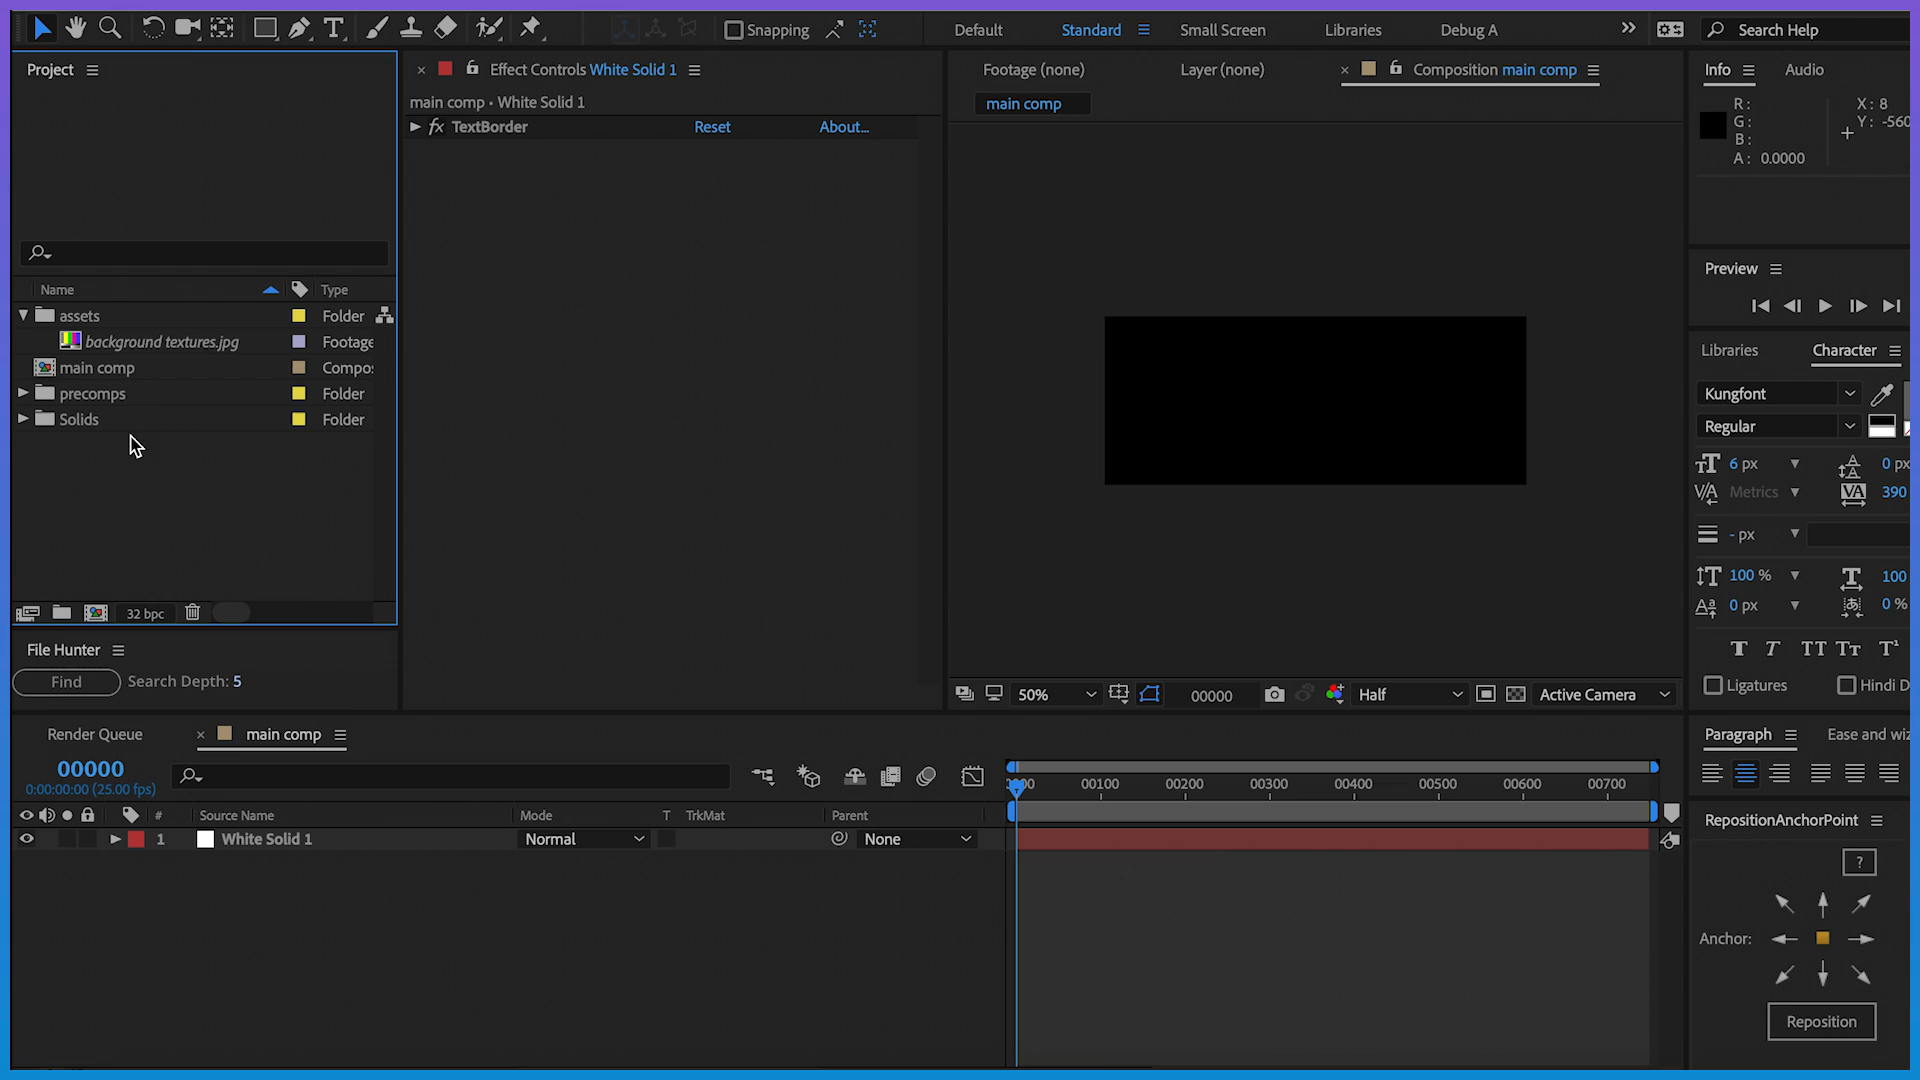 Snapping
Default
Standard
Small Screen
Libraries
Debug A
Search Help
Project
Effect Controls White Solid 1
main comp • White Solid 1
fx TextBorder
Reset
About...
Footage (none)
Layer (none)
Composition main comp
main comp
Info
Audio
R:
G:
B:
A: 0.0000
X: 8
Y: -560
Preview
Name
Type
assets
Folder
background textures.jpg
Footage
main comp
Compos
precomps
Folder
Solids
Folder
32 bpc
File Hunter
Find
Search Depth: 5
Libraries
Character
Kungfont
Regular
6 px
0 px
Metrics
390
- px
100 %
100
0 px
0 %
Ligatures
Hindi D
50%
00000
Half
Active Camera
Render Queue
main comp
00000
0:00:00:00 (25.00 fps)
#
Source Name
Mode
T
TrkMat
Parent
1
White Solid 1
Normal
None
00100
00200
00300
00400
00500
00600
00700
Paragraph
Ease and wiz
RepositionAnchorPoint
?
Anchor:
Reposition